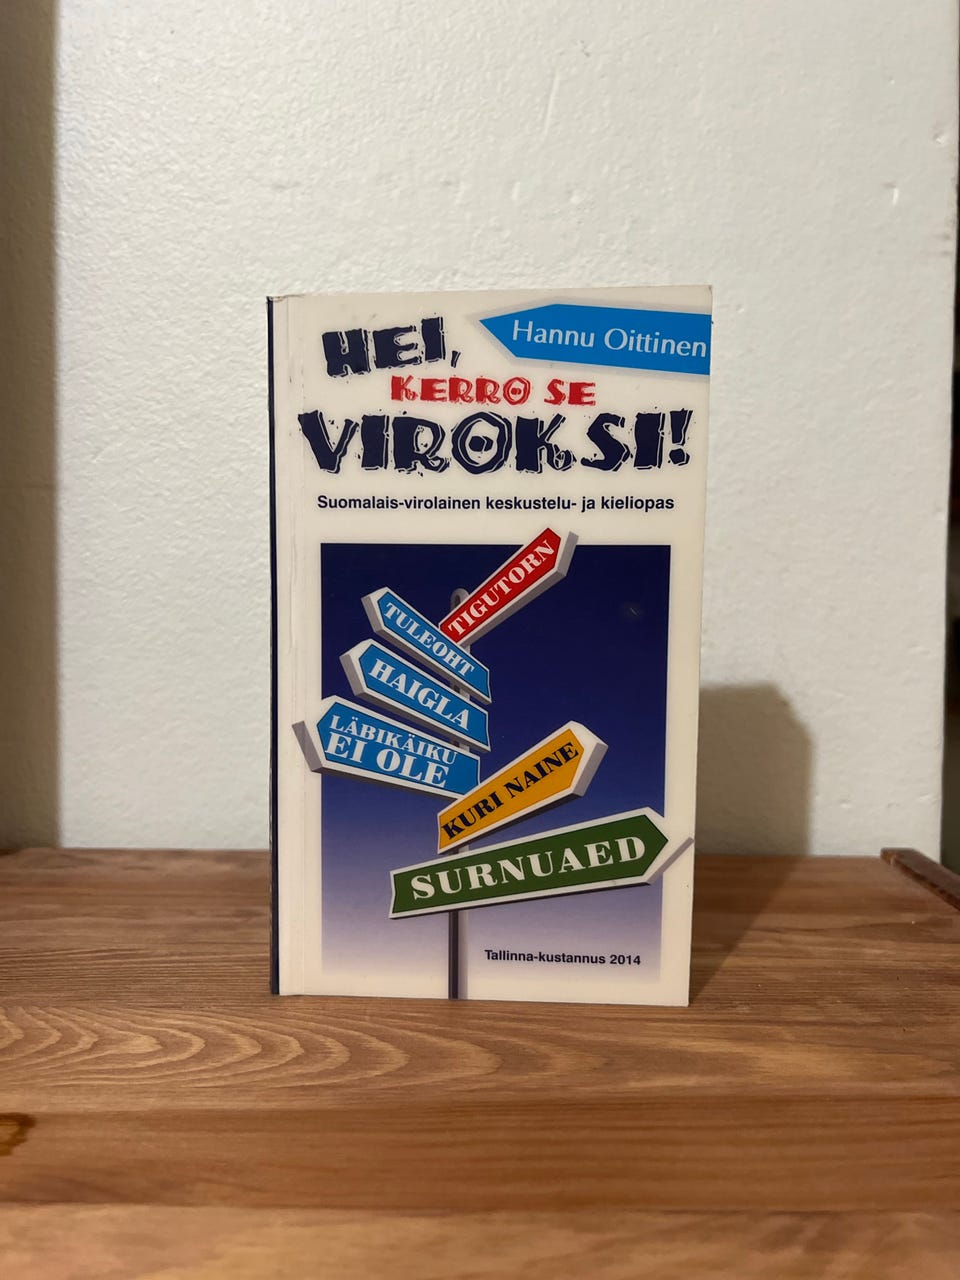 Hannu Oittinen
HEI,
KERRO SE
VIROKSI!
Suomalais-virolainen keskustelu- ja kieliopas
TIGUTORN
TULEOHT
HAIGLA
LÄBIKÄIKU
EI OLE
KURI NAINE
SURNUAED
Tallinna-kustannus 2014